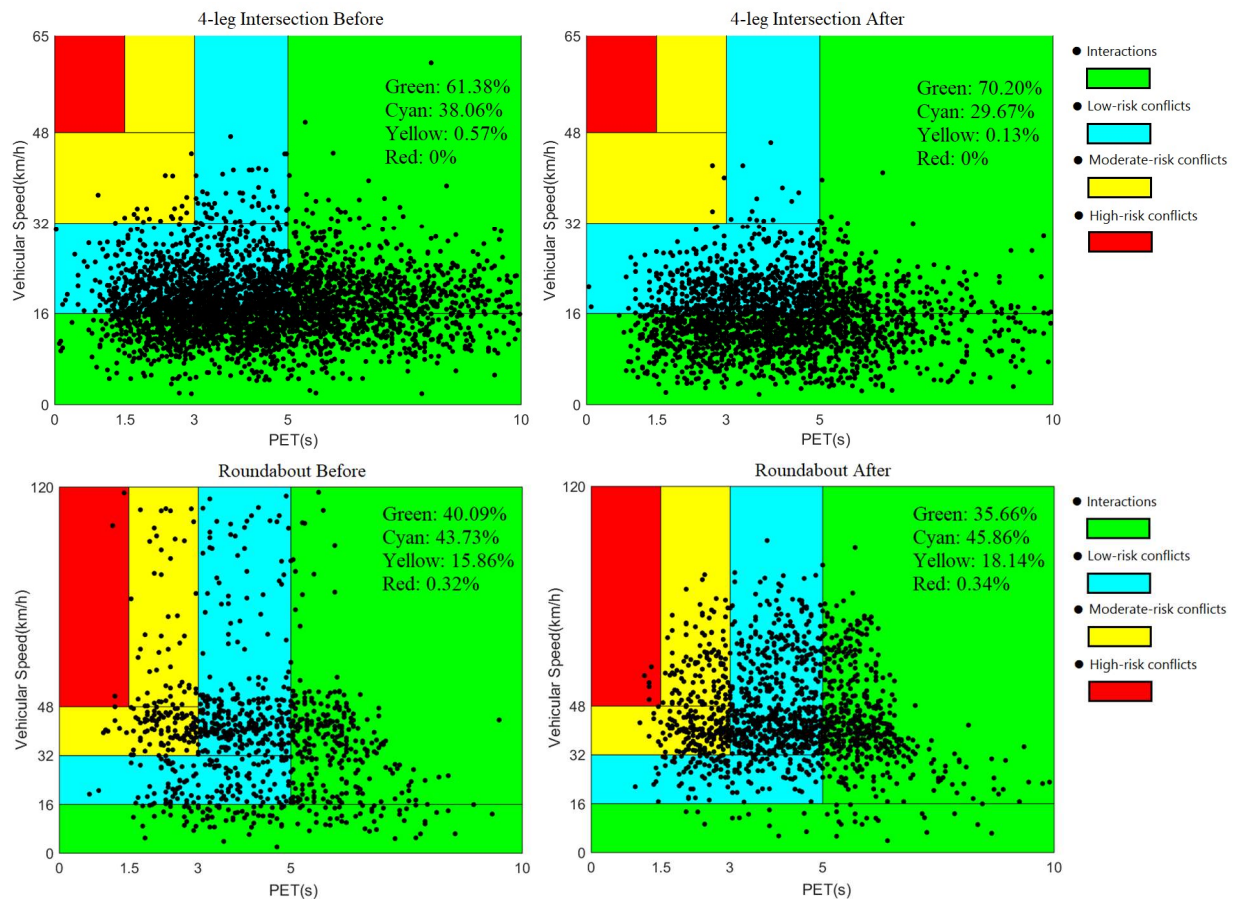 4-leg Intersection Before
65
48
32
16
0
Vehicular Speed(km/h)
Green: 61.38%
Cyan: 38.06%
Yellow: 0.57%
Red: 0%
0 1.5 3 5 10
PET(s)
4-leg Intersection After
65
48
32
16
0
Vehicular Speed(km/h)
Green: 70.20%
Cyan: 29.67%
Yellow: 0.13%
Red: 0%
0 1.5 3 5 10
PET(s)
Interactions
Low-risk conflicts
Moderate-risk conflicts
High-risk conflicts
Roundabout Before
120
48
32
16
0
Vehicular Speed(km/h)
Green: 40.09%
Cyan: 43.73%
Yellow: 15.86%
Red: 0.32%
0 1.5 3 5 10
PET(s)
Roundabout After
120
48
32
16
0
Vehicular Speed(km/h)
Green: 35.66%
Cyan: 45.86%
Yellow: 18.14%
Red: 0.34%
0 1.5 3 5 10
PET(s)
Interactions
Low-risk conflicts
Moderate-risk conflicts
High-risk conflicts